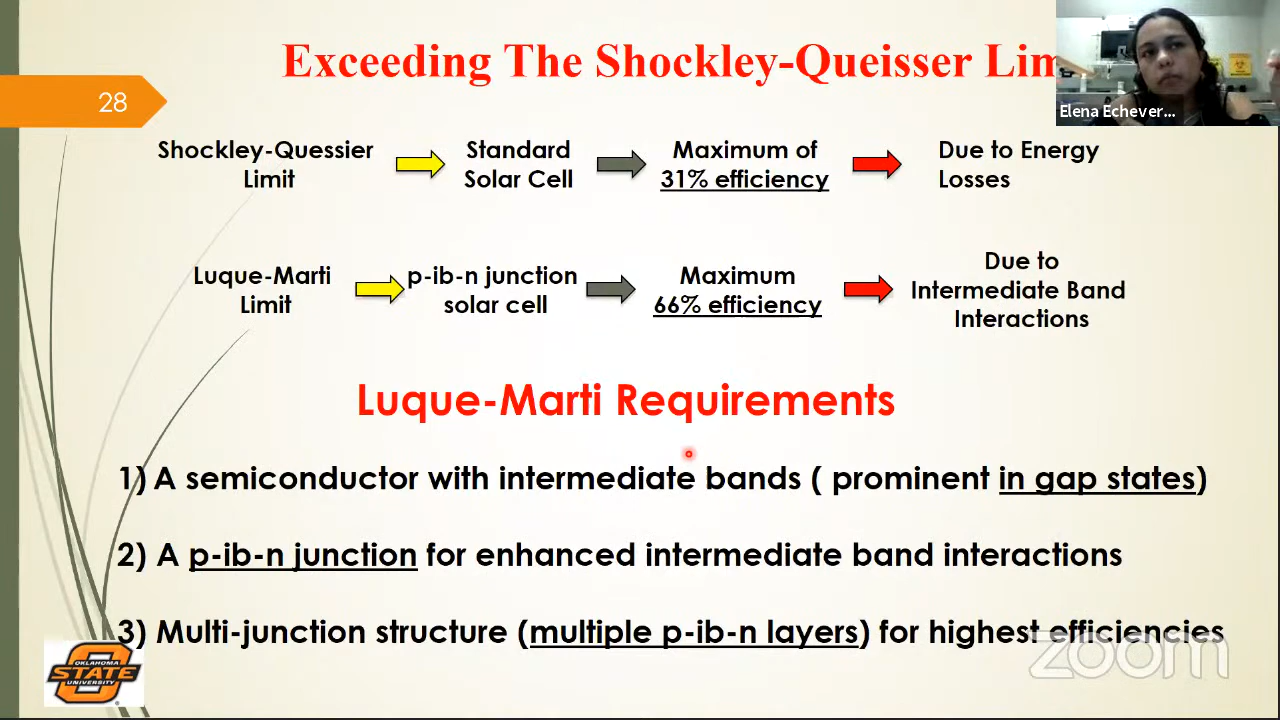 Exceeding The Shockley-Queisser Lim
28
Elena Echever...
Shockley-Quessier
Limit
Standard
Solar Cell
Maximum of
31% efficiency
Due to Energy
Losses
Luque-Marti
Limit
p-ib-n junction
solar cell
Maximum
66% efficiency
Due to
Intermediate Band
Interactions
Luque-Marti Requirements
1) A semiconductor with intermediate bands ( prominent in gap states)
2) A p-ib-n junction for enhanced intermediate band interactions
3) Multi-junction structure (multiple p-ib-n layers) for highest efficiencies
zoom
OKLAHOMA
STATE
UNIVERSITY